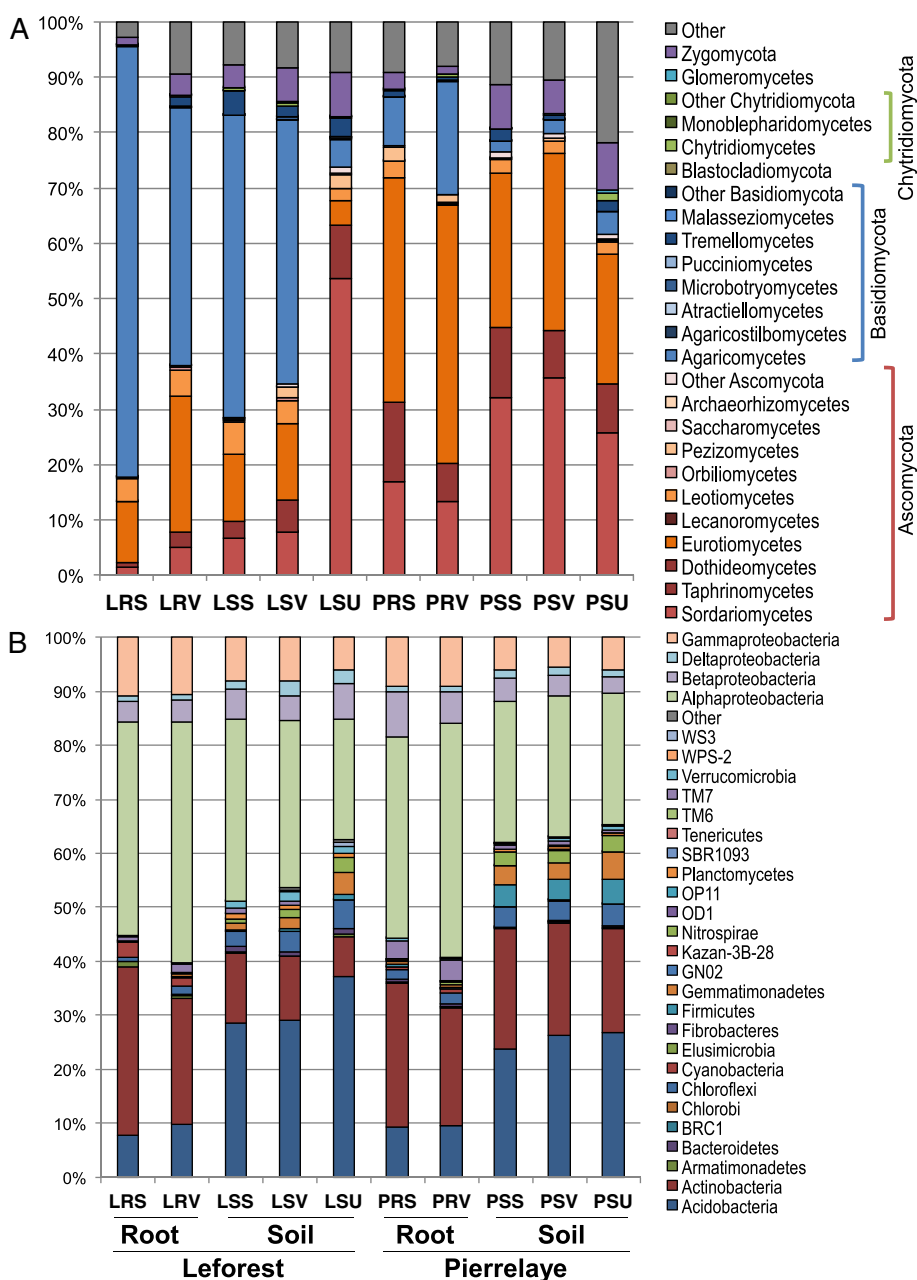 A
100%
90%
80%
70%
60%
50%
40%
30%
20%
10%
0%
LRS LRV LSS LSV LSU PRS PRV PSS PSV PSU
Other
Zygomycota
Glomeromycetes
Other Chytridiomycota
Monoblepharidomycetes
Chytridiomycetes
Blastocladiomycota
Other Basidiomycota
Malasseziomycetes
Tremellomycetes
Pucciniomycetes
Microbotryomycetes
Atractiellomycetes
Agaricostilbomycetes
Agaricomycetes
Other Ascomycota
Archaeorhizomycetes
Saccharomycetes
Pezizomycetes
Orbiliomycetes
Leotiomycetes
Lecanoromycetes
Eurotiomycetes
Dothideomycetes
Taphrinomycetes
Sordariomycetes
Chytridiomycota
Basidiomycota
Ascomycota
B
100%
90%
80%
70%
60%
50%
40%
30%
20%
10%
0%
LRS LRV LSS LSV LSU PRS PRV PSS PSV PSU
Root Soil Root Soil
Leforest Pierrelaye
Gammaproteobacteria
Deltaproteobacteria
Betaproteobacteria
Alphaproteobacteria
Other
WS3
WPS-2
Verrucomicrobia
TM7
TM6
Tenericutes
SBR1093
Planctomycetes
OP11
OD1
Nitrospirae
Kazan-3B-28
GN02
Gemmatimonadetes
Firmicutes
Fibrobacteres
Elusimicrobia
Cyanobacteria
Chloroflexi
Chlorobi
BRC1
Bacteroidetes
Armatimonadetes
Actinobacteria
Acidobacteria